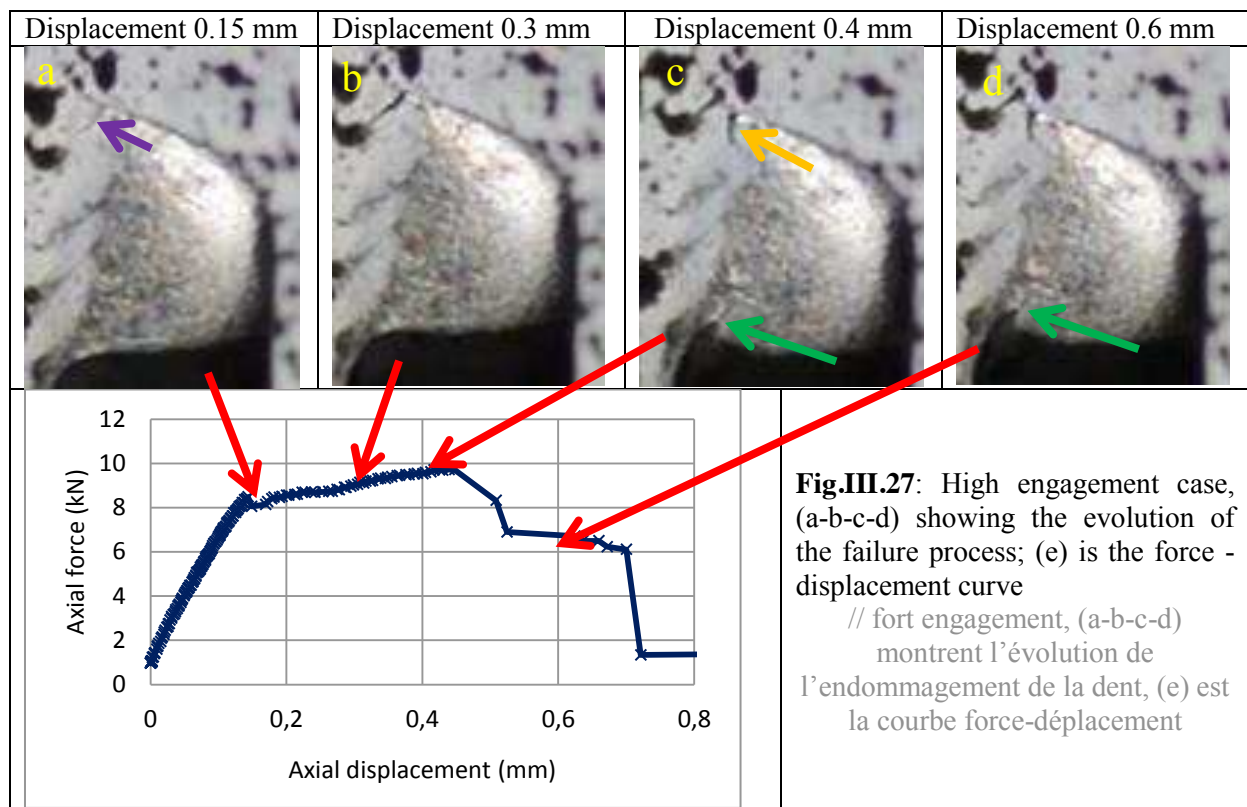 Displacement 0.15 mm
Displacement 0.3 mm
Displacement 0.4 mm
Displacement 0.6 mm
a
b
c
d
12
10
8
6
4
2
0
Axial force (kN)
0
0,2
0,4
0,6
0,8
Axial displacement (mm)
Fig.III.27: High engagement case,
(a-b-c-d) showing the evolution of
the failure process; (e) is the force -
displacement curve
// fort engagement, (a-b-c-d)
montrent l’évolution de
l’endommagement de la dent, (e) est
la courbe force-déplacement